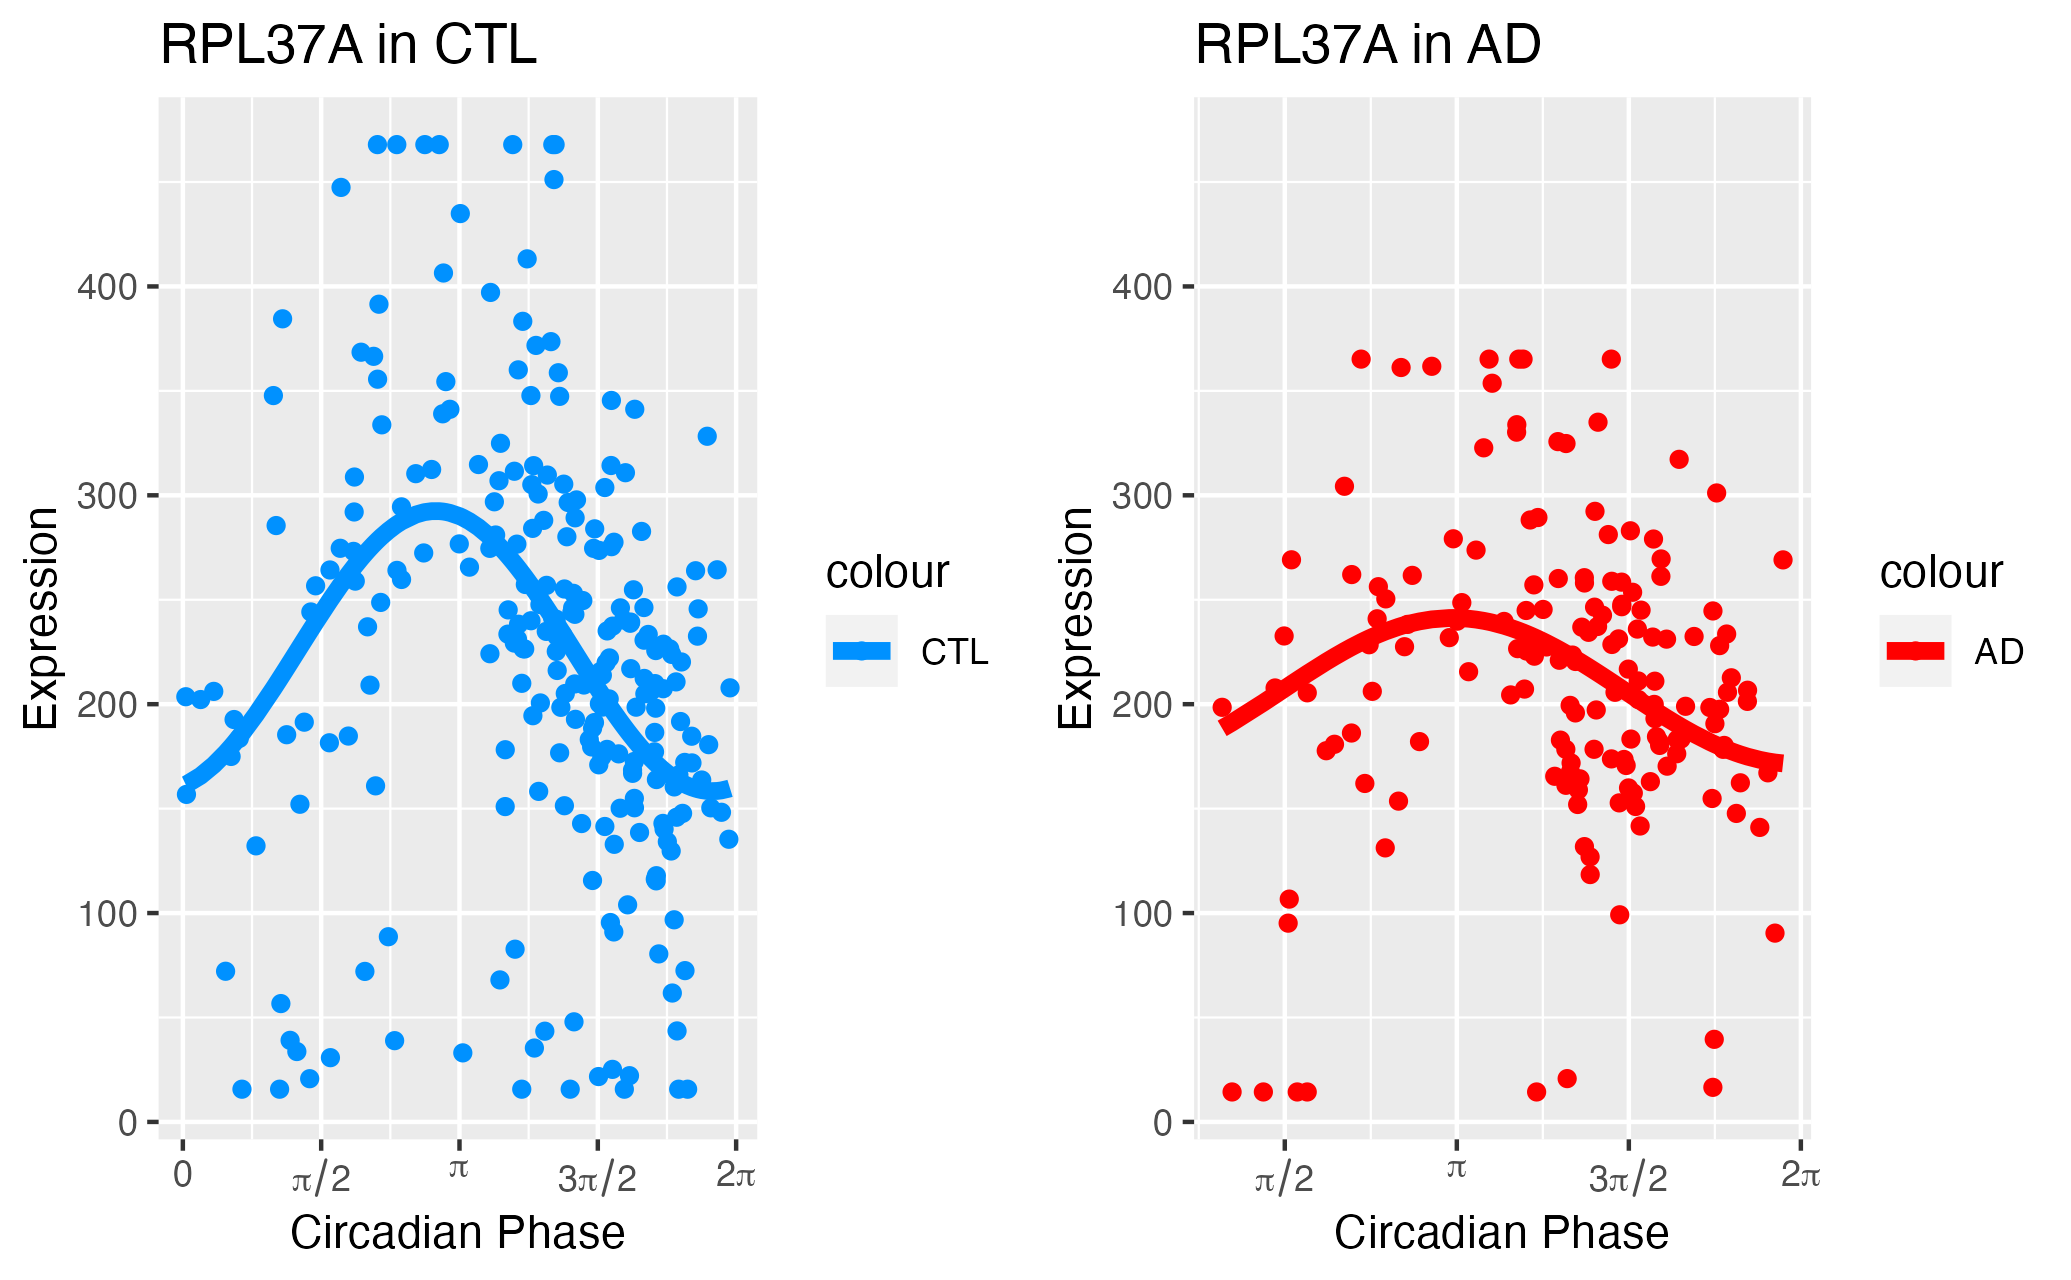 RPL37A in CTL
Expression
400
300
200
100
0
0 π/2 π 3π/2 2π
Circadian Phase
colour
CTL
RPL37A in AD
Expression
400
300
200
100
0
π/2 π 3π/2 2π
Circadian Phase
colour
AD